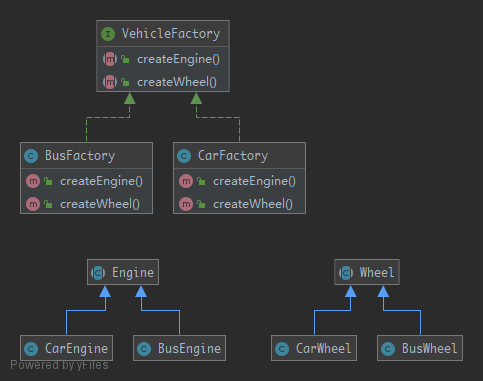 I VehicleFactory
m createEngine()
m createWheel()
C BusFactory
m createEngine()
m createWheel()
C CarFactory
m createEngine()
m createWheel()
C Engine
C Wheel
C CarEngine
C BusEngine
C CarWheel
C BusWheel
Powered by yFiles